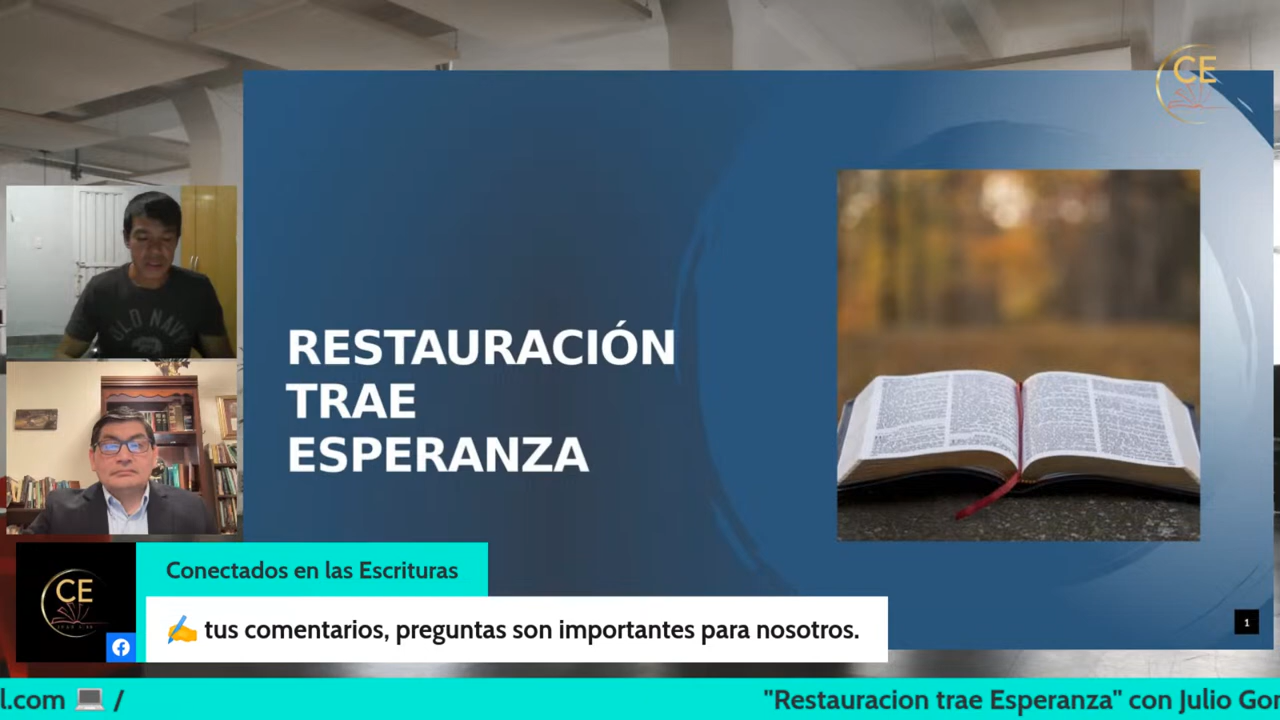 CE
RESTAURACIÓN
TRAE
ESPERANZA
CE
Conectados en las Escrituras
✍️ tus comentarios, preguntas son importantes para nosotros.
1
l.com 💻 / "Restauracion trae Esperanza" con Julio Gor